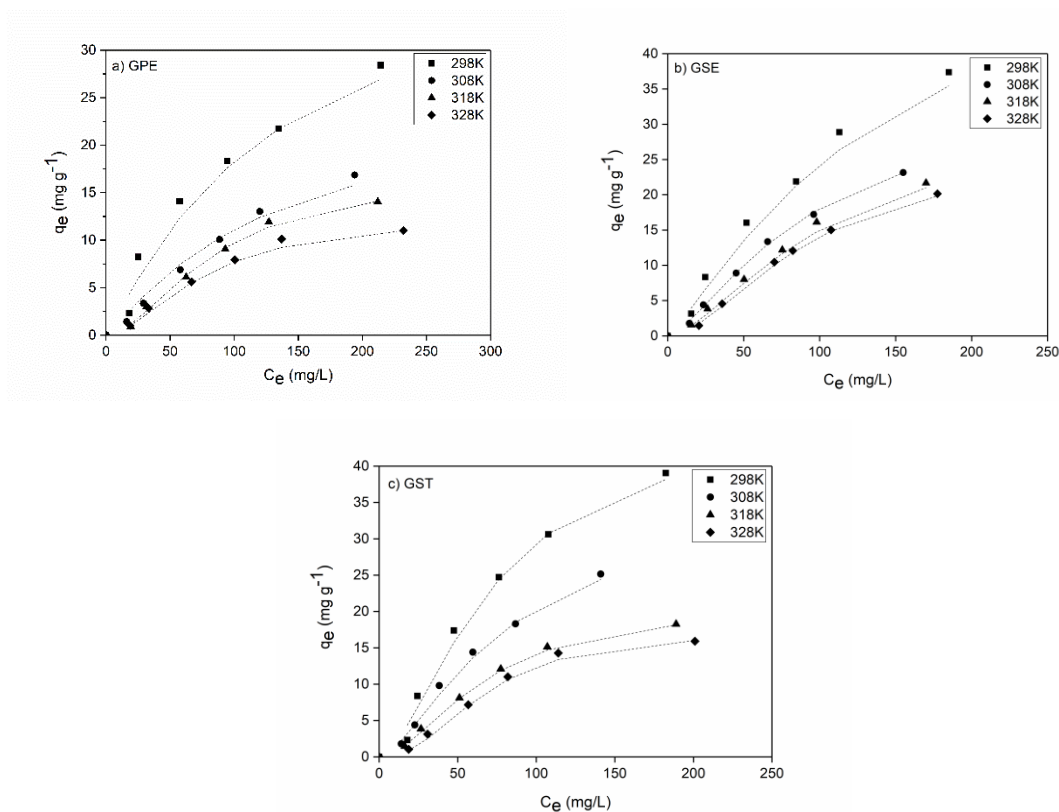 a) GPE
298K
308K
318K
328K
30
25
20
15
10
5
0
qe (mg g-1)
0 50 100 150 200 250 300
Ce (mg/L)
b) GSE
298K
308K
318K
328K
40
35
30
25
20
15
10
5
0
qe (mg g-1)
0 50 100 150 200 250
Ce (mg/L)
c) GST
298K
308K
318K
328K
40
35
30
25
20
15
10
5
0
qe (mg g-1)
0 50 100 150 200 250
Ce (mg/L)